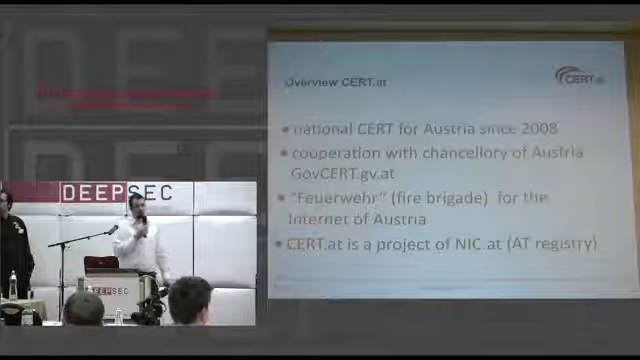 DEEPSEC
Overview CERT.at
CERT.at
• national CERT for Austria since 2008
• cooperation with chancellory of Austria
GovCERT.gv.at
• "Feuerwehr" (fire brigade) for the
Internet of Austria
• CERT.at is a project of NIC.at (AT registry)
DEEPSEC
DEEPSEC